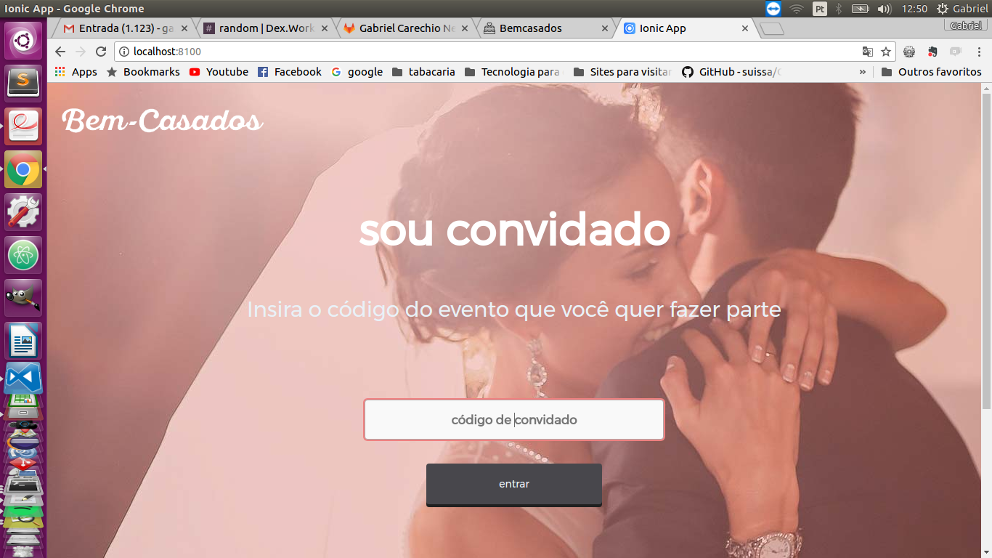 Ionic App - Google Chrome
Pt
12:50
Gabriel
Entrada (1.123) - ga
random | Dex.Work
Gabriel Carechio Ne
Bemcasados
Ionic App
Gabriel
localhost:8100
Apps
Bookmarks
Youtube
Facebook
google
tabacaria
Tecnologia para
Sites para visitar
GitHub - suissa/
»
Outros favoritos
Bem-Casados
sou convidado
Insira o código do evento que você quer fazer parte
código de convidado
entrar